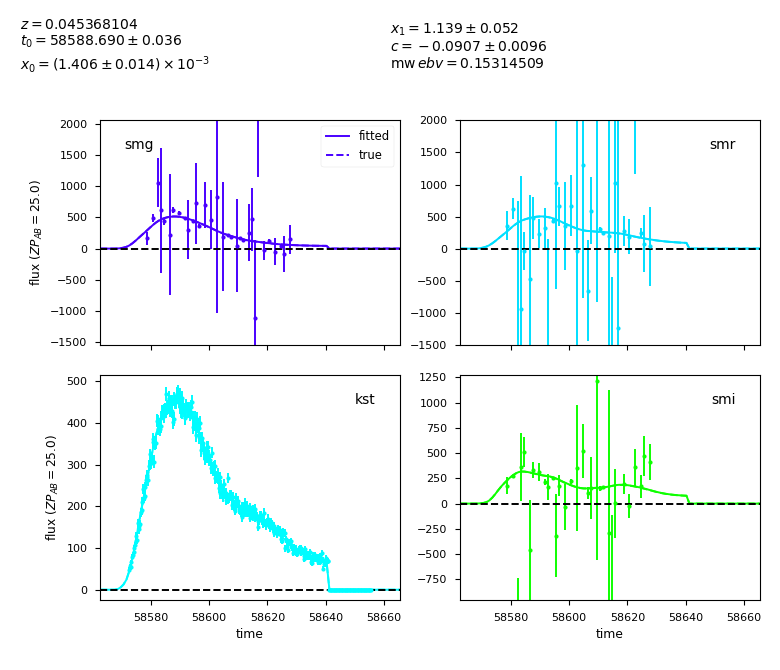 z = 0.045368104
t₀ = 58588.690 ± 0.036
x₀ = (1.406 ± 0.014) × 10⁻³
x₁ = 1.139 ± 0.052
c = −0.0907 ± 0.0096
mwebv = 0.15314509
smg
fitted
true
2000
1500
1000
500
0
−500
−1000
−1500
flux (ZP_AB = 25.0)
smr
2000
1500
1000
500
0
−500
−1000
−1500
kst
500
400
300
200
100
0
flux (ZP_AB = 25.0)
58580 58600 58620 58640 58660
time
smi
1250
1000
750
500
250
0
−250
−500
−750
58580 58600 58620 58640 58660
time